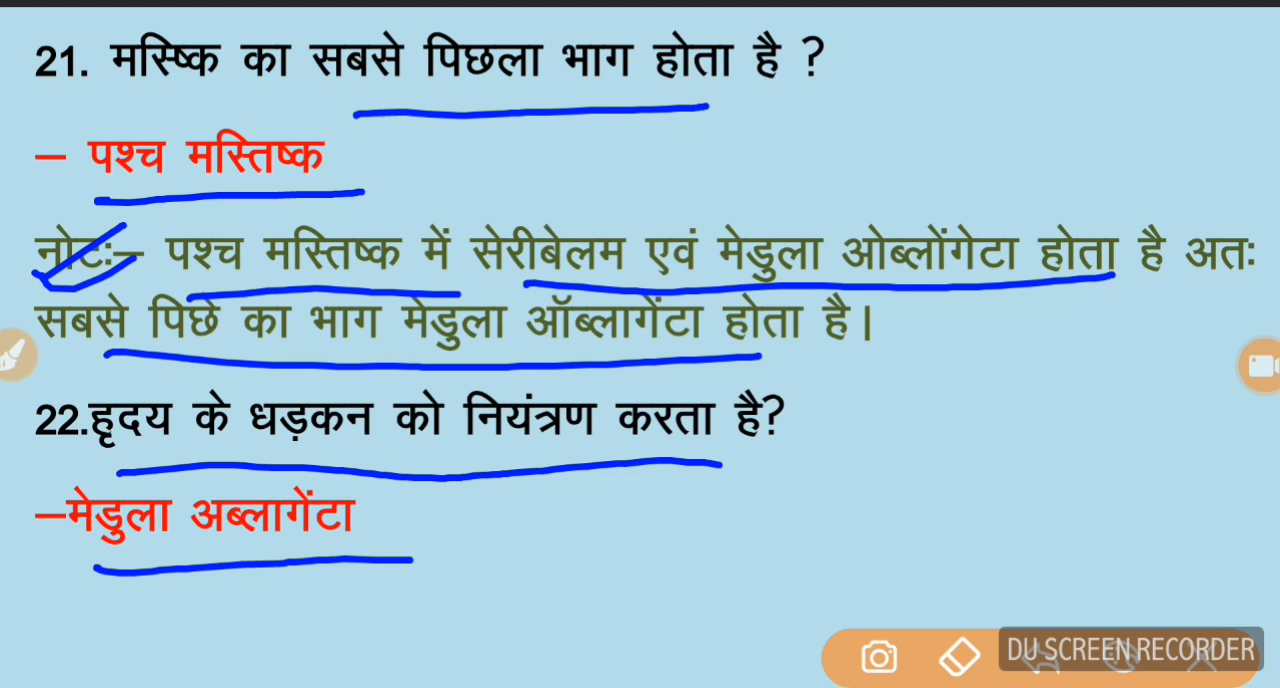 21. मस्ष्कि का सबसे पिछला भाग होता है ?
– पश्च मस्तिष्क
नोटः– पश्च मस्तिष्क में सेरीबेलम एवं मेडुला ओब्लोंगेटा होता है अतः
सबसे पिछे का भाग मेडुला ऑब्लागेंटा होता है।
22.हृदय के धड़कन को नियंत्रण करता है?
–मेडुला अब्लागेंटा
DU SCREEN RECORDER